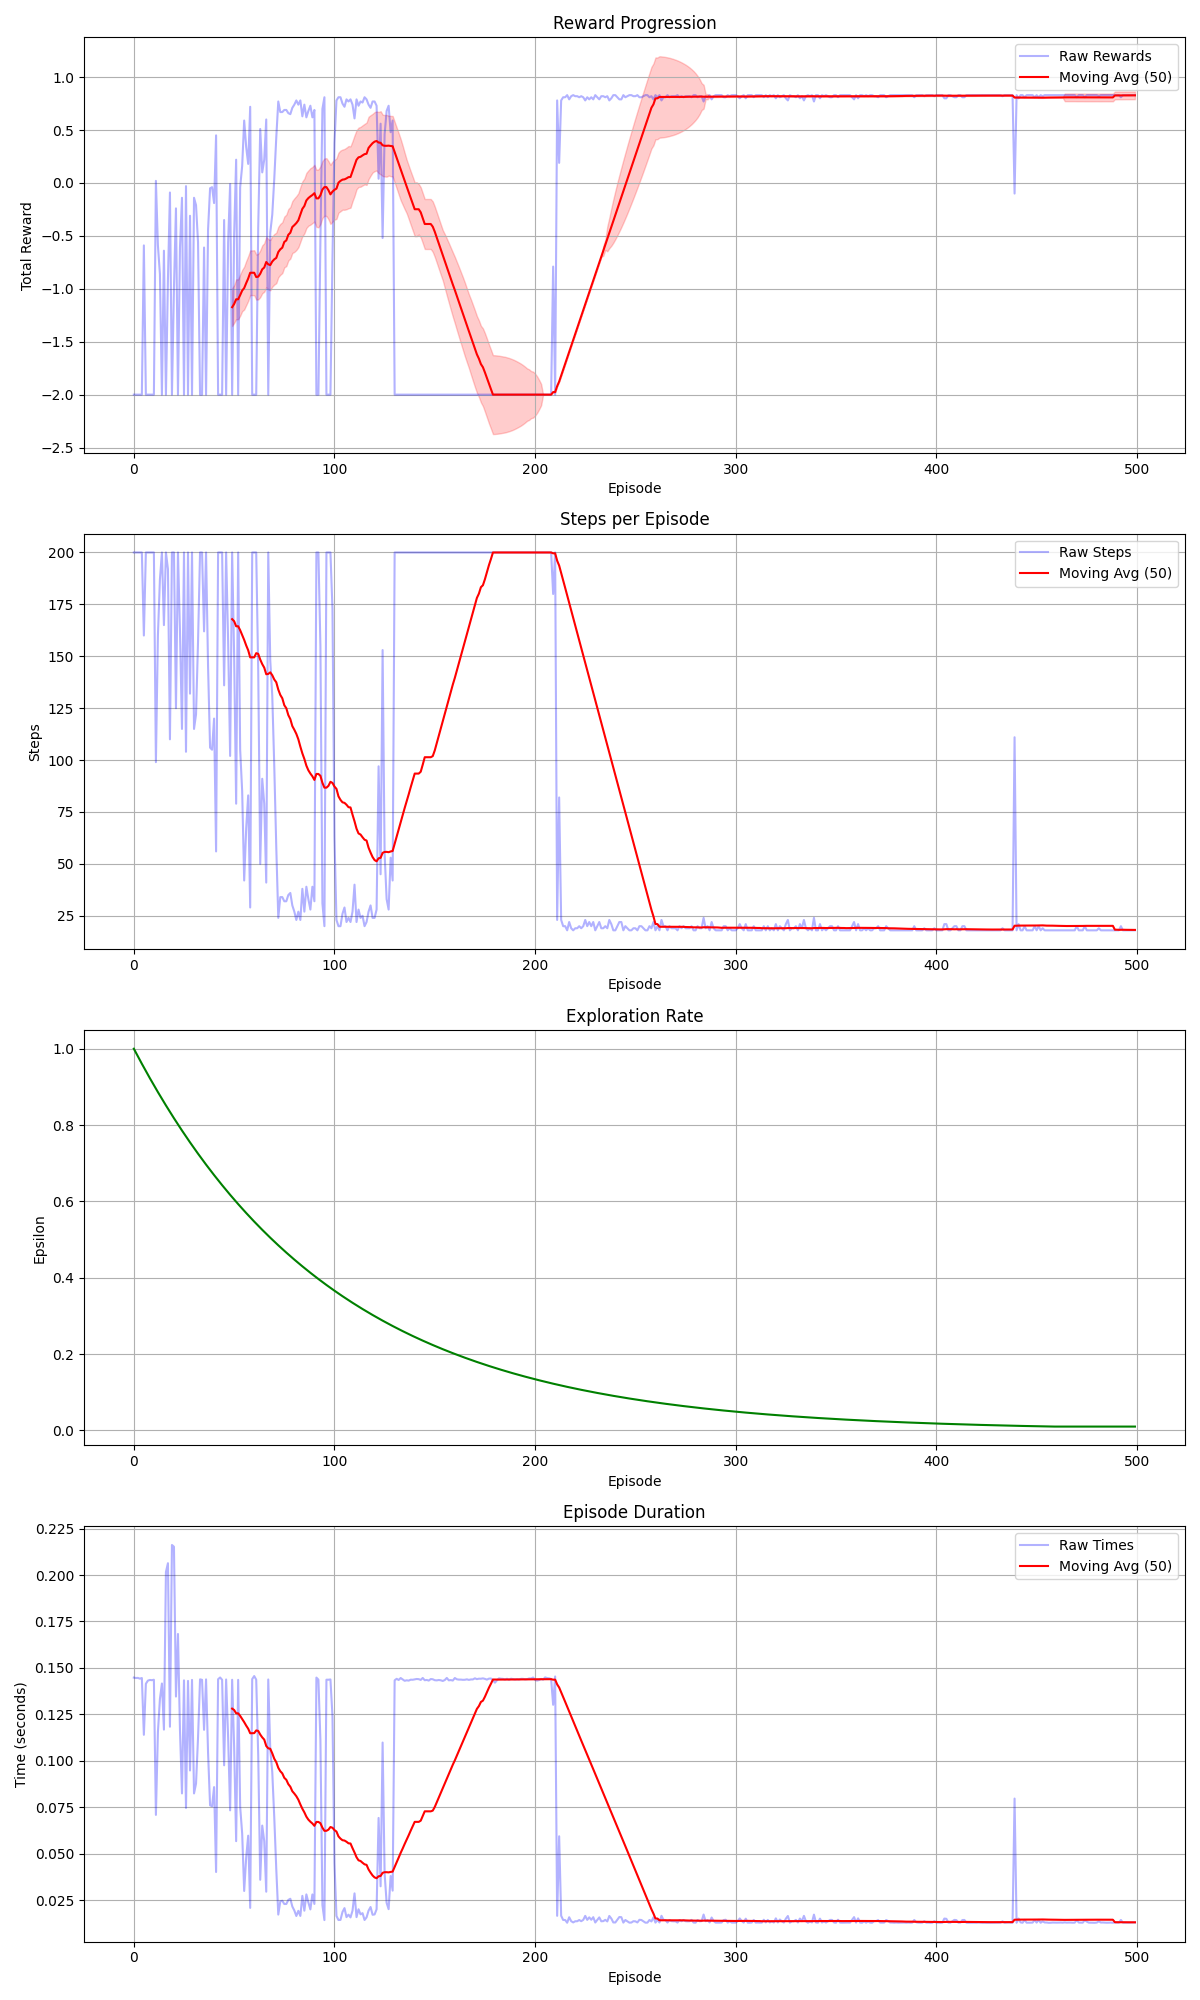 Reward Progression
Raw Rewards
Moving Avg (50)
Total Reward
1.0
0.5
0.0
−0.5
−1.0
−1.5
−2.0
−2.5
0 100 200 300 400 500
Episode
Steps per Episode
Raw Steps
Moving Avg (50)
Steps
200
175
150
125
100
75
50
25
0 100 200 300 400 500
Episode
Exploration Rate
Epsilon
1.0
0.8
0.6
0.4
0.2
0.0
0 100 200 300 400 500
Episode
Episode Duration
Raw Times
Moving Avg (50)
Time (seconds)
0.225
0.200
0.175
0.150
0.125
0.100
0.075
0.050
0.025
0 100 200 300 400 500
Episode